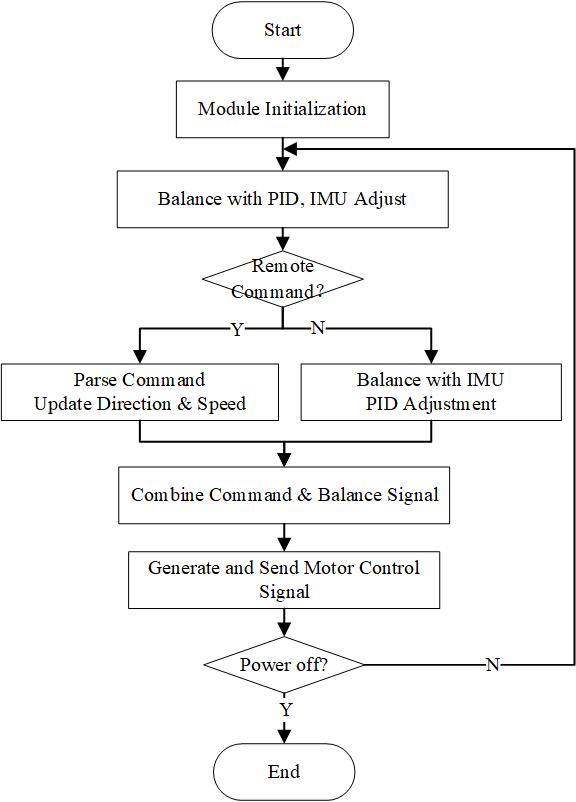 Start
Module Initialization
Balance with PID, IMU Adjust
Remote
Command?
Y
N
Parse Command
Update Direction & Speed
Balance with IMU
PID Adjustment
Combine Command & Balance Signal
Generate and Send Motor Control
Signal
Power off?
N
Y
End